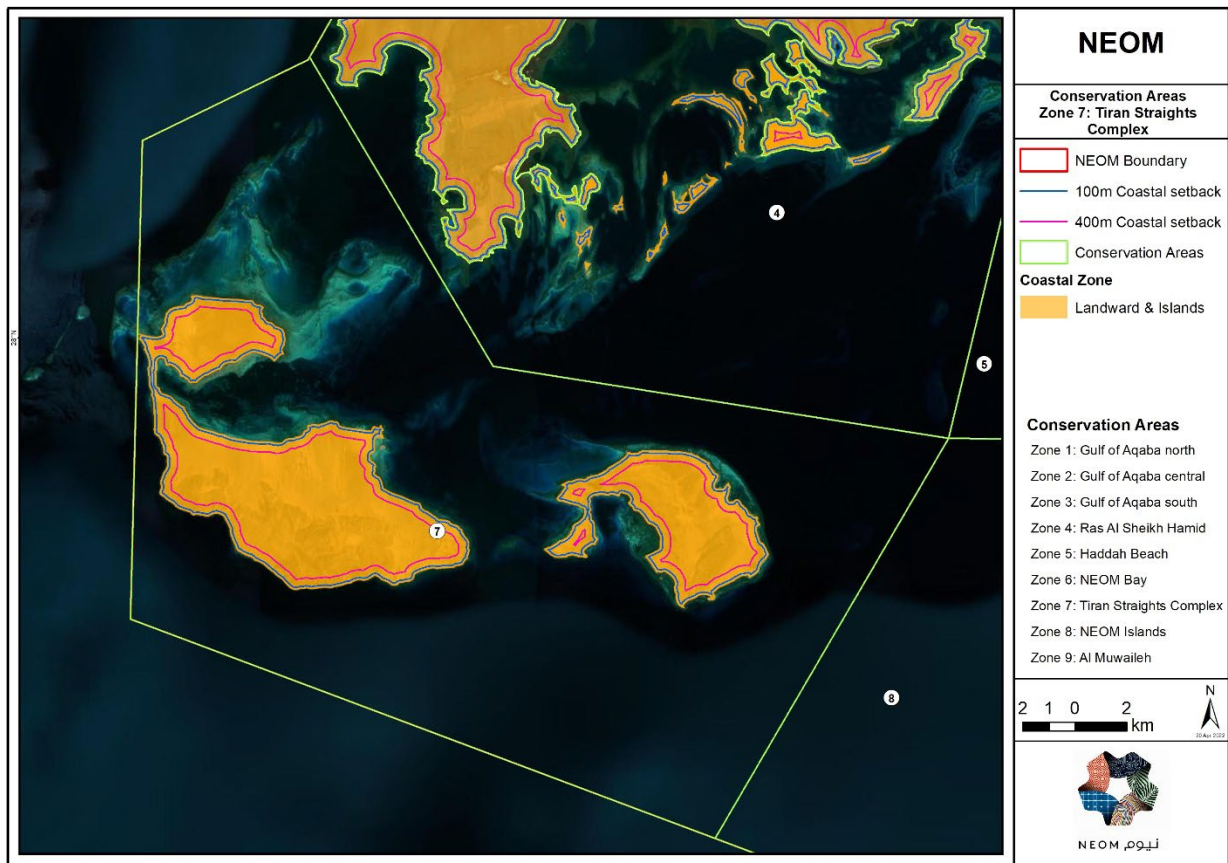 28°N
4
5
7
8
NEOM
Conservation Areas
Zone 7: Tiran Straights
Complex
NEOM Boundary
100m Coastal setback
400m Coastal setback
Conservation Areas
Coastal Zone
Landward & Islands
Conservation Areas
Zone 1: Gulf of Aqaba north
Zone 2: Gulf of Aqaba central
Zone 3: Gulf of Aqaba south
Zone 4: Ras Al Sheikh Hamid
Zone 5: Haddah Beach
Zone 6: NEOM Bay
Zone 7: Tiran Straights Complex
Zone 8: NEOM Islands
Zone 9: Al Muwaileh
2 1 0 2 km
N
20 Apr 2022
NEOM نيوم